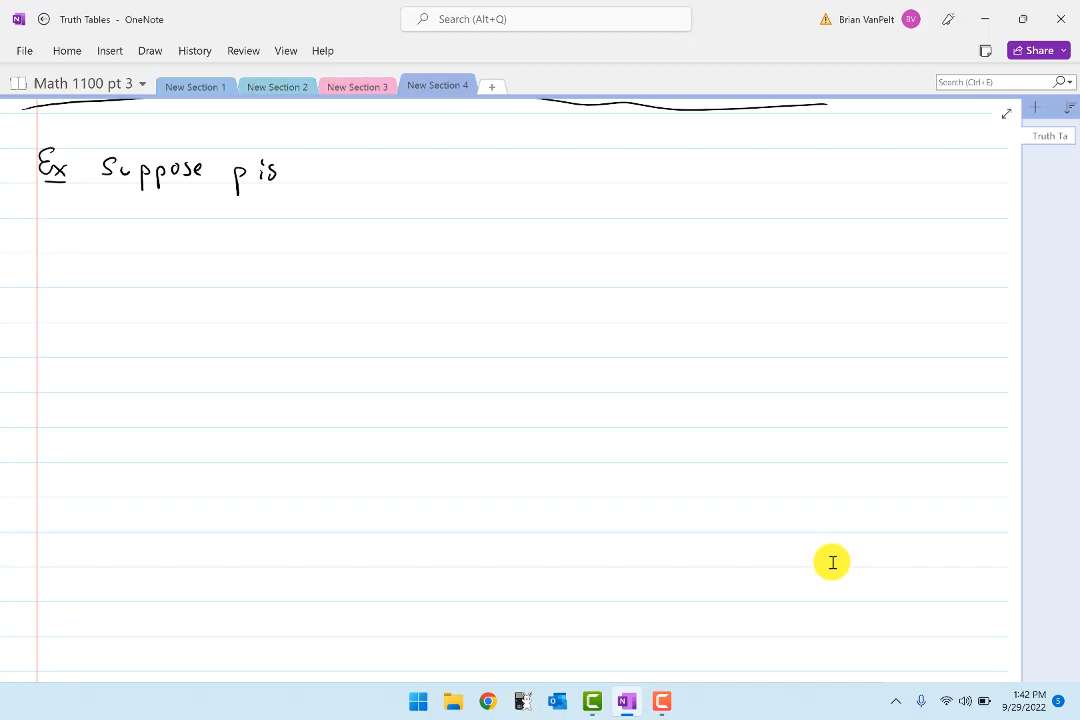 Truth Tables - OneNote
Search (Alt+Q)
Brian VanPelt
BV
File Home Insert Draw History Review View Help
Share
Math 1100 pt 3
New Section 1
New Section 2
New Section 3
New Section 4
+
Search (Ctrl+E)
Truth Ta
Ex Suppose p is
1:42 PM
9/29/2022
5